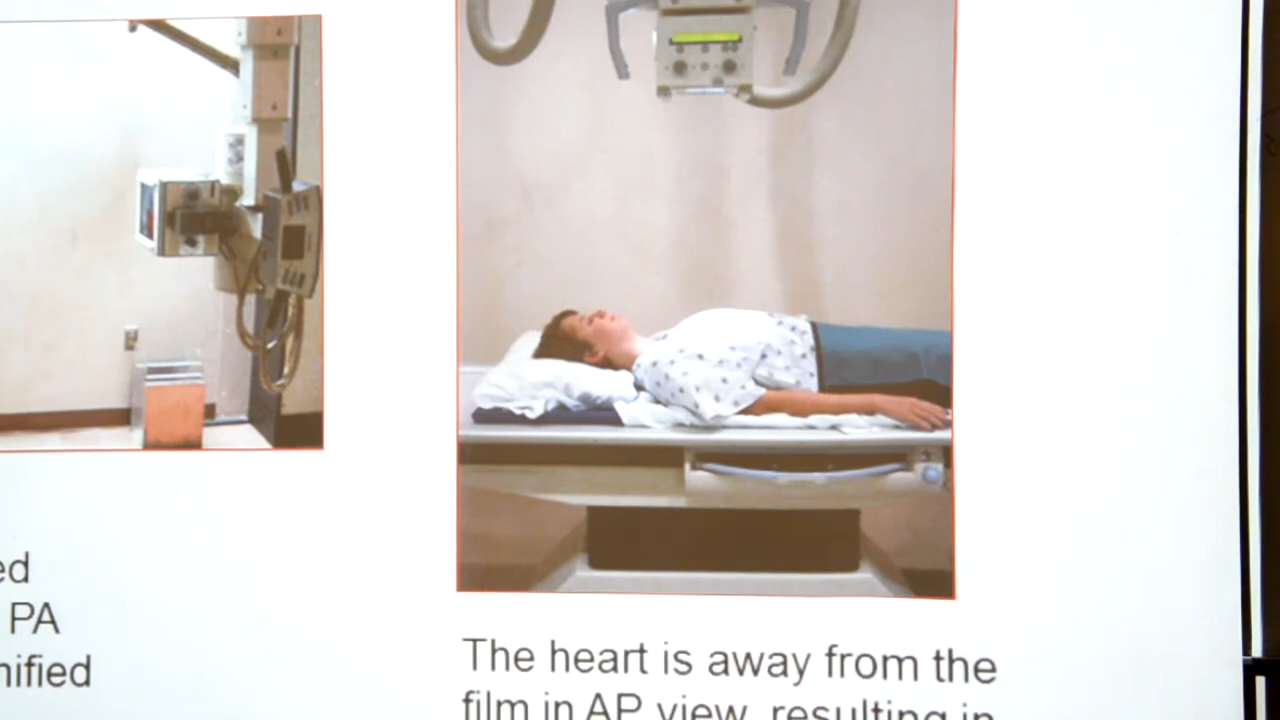 ed
PA
nified
The heart is away from the
film in AP view, resulting in